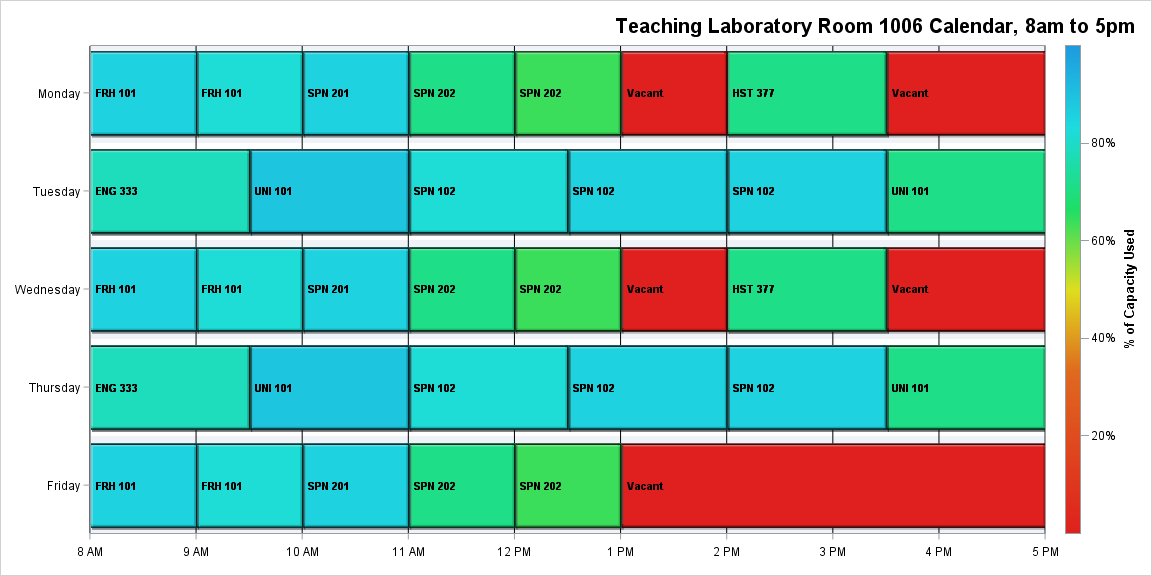 Teaching Laboratory Room 1006 Calendar, 8am to 5pm
Monday
FRH 101
FRH 101
SPN 201
SPN 202
SPN 202
Vacant
HST 377
Vacant
Tuesday
ENG 333
UNI 101
SPN 102
SPN 102
SPN 102
UNI 101
Wednesday
FRH 101
FRH 101
SPN 201
SPN 202
SPN 202
Vacant
HST 377
Vacant
Thursday
ENG 333
UNI 101
SPN 102
SPN 102
SPN 102
UNI 101
Friday
FRH 101
FRH 101
SPN 201
SPN 202
SPN 202
Vacant
8 AM
9 AM
10 AM
11 AM
12 PM
1 PM
2 PM
3 PM
4 PM
5 PM
80%
60%
40%
20%
% of Capacity Used